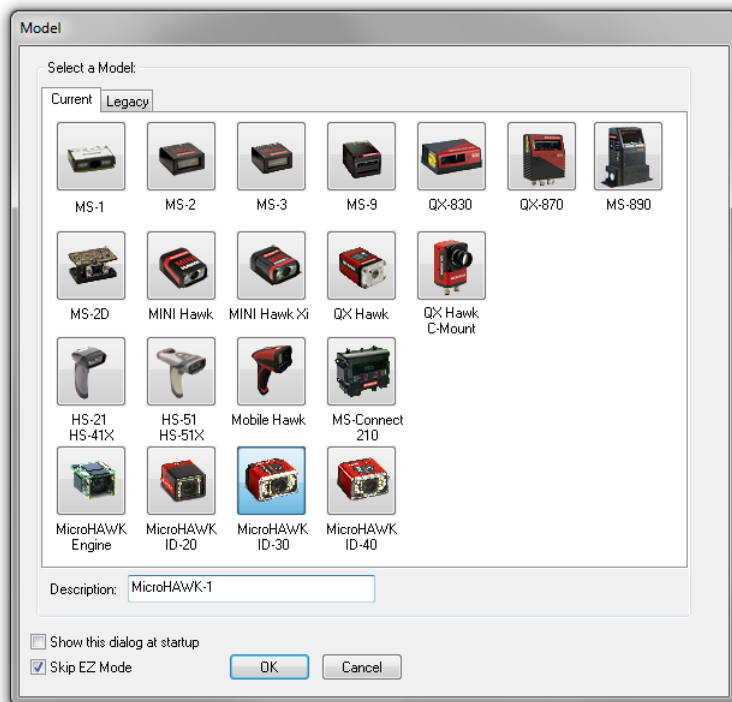 Model
Select a Model:
Current Legacy
MS-1 MS-2 MS-3 MS-9 QX-830 QX-870 MS-890
MS-2D MINI Hawk MINI Hawk Xi QX Hawk QX Hawk
C-Mount
HS-21 HS-51 Mobile Hawk MS-Connect
HS-41X HS-51X 210
MicroHAWK MicroHAWK MicroHAWK MicroHAWK
Engine ID-20 ID-30 ID-40
Description: MicroHAWK-1
Show this dialog at startup
Skip EZ Mode OK Cancel